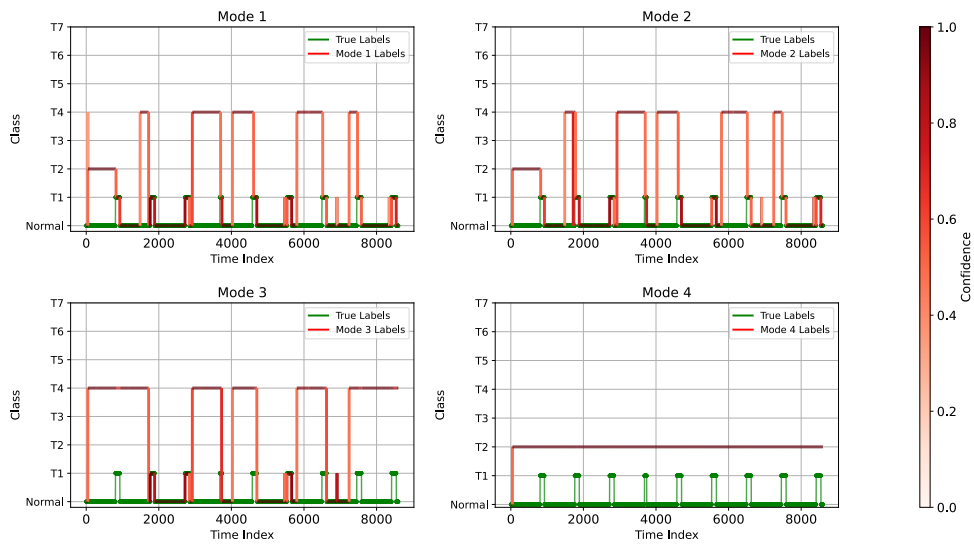 Mode 1
T7
T6
T5
T4
T3
T2
T1
Normal
Class
0 2000 4000 6000 8000
Time Index
True Labels
Mode 1 Labels
Mode 2
T7
T6
T5
T4
T3
T2
T1
Normal
Class
0 2000 4000 6000 8000
Time Index
True Labels
Mode 2 Labels
Mode 3
T7
T6
T5
T4
T3
T2
T1
Normal
Class
0 2000 4000 6000 8000
Time Index
True Labels
Mode 3 Labels
Mode 4
T7
T6
T5
T4
T3
T2
T1
Normal
Class
0 2000 4000 6000 8000
Time Index
True Labels
Mode 4 Labels
1.0
0.8
0.6
0.4
0.2
0.0
Confidence